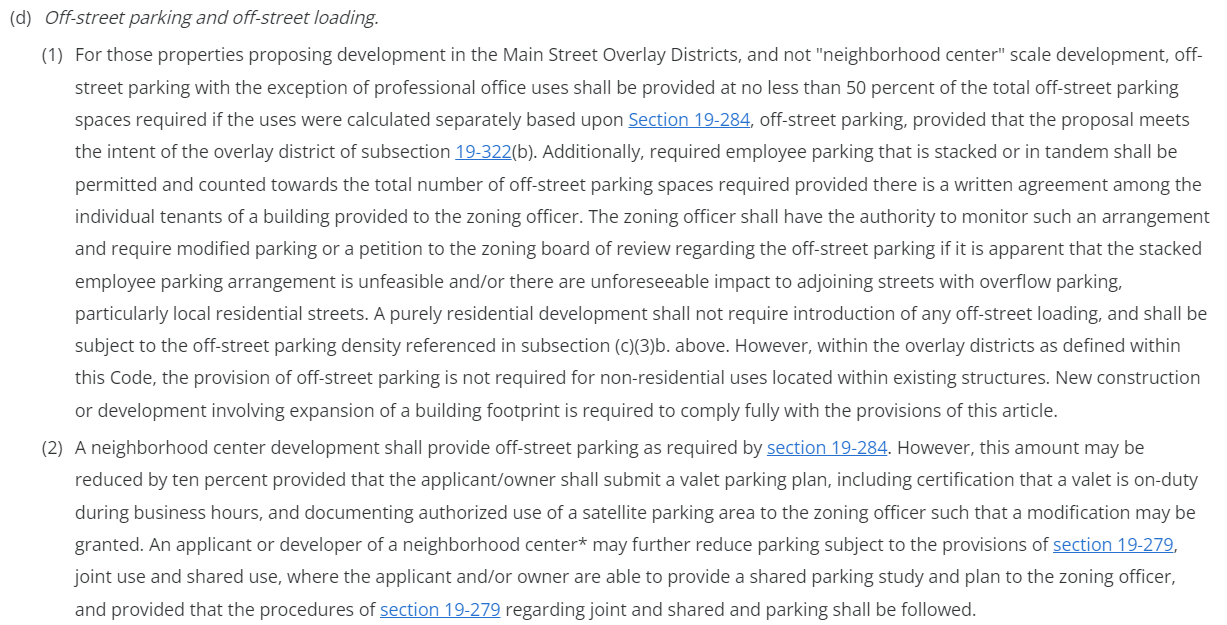 (d) Off-street parking and off-street loading.
(1) For those properties proposing development in the Main Street Overlay Districts, and not "neighborhood center" scale development, off-
street parking with the exception of professional office uses shall be provided at no less than 50 percent of the total off-street parking
spaces required if the uses were calculated separately based upon Section 19-284, off-street parking, provided that the proposal meets
the intent of the overlay district of subsection 19-322(b). Additionally, required employee parking that is stacked or in tandem shall be
permitted and counted towards the total number of off-street parking spaces required provided there is a written agreement among the
individual tenants of a building provided to the zoning officer. The zoning officer shall have the authority to monitor such an arrangement
and require modified parking or a petition to the zoning board of review regarding the off-street parking if it is apparent that the stacked
employee parking arrangement is unfeasible and/or there are unforeseeable impact to adjoining streets with overflow parking,
particularly local residential streets. A purely residential development shall not require introduction of any off-street loading, and shall be
subject to the off-street parking density referenced in subsection (c)(3)b. above. However, within the overlay districts as defined within
this Code, the provision of off-street parking is not required for non-residential uses located within existing structures. New construction
or development involving expansion of a building footprint is required to comply fully with the provisions of this article.
(2) A neighborhood center development shall provide off-street parking as required by section 19-284. However, this amount may be
reduced by ten percent provided that the applicant/owner shall submit a valet parking plan, including certification that a valet is on-duty
during business hours, and documenting authorized use of a satellite parking area to the zoning officer such that a modification may be
granted. An applicant or developer of a neighborhood center* may further reduce parking subject to the provisions of section 19-279,
joint use and shared use, where the applicant and/or owner are able to provide a shared parking study and plan to the zoning officer,
and provided that the procedures of section 19-279 regarding joint and shared and parking shall be followed.